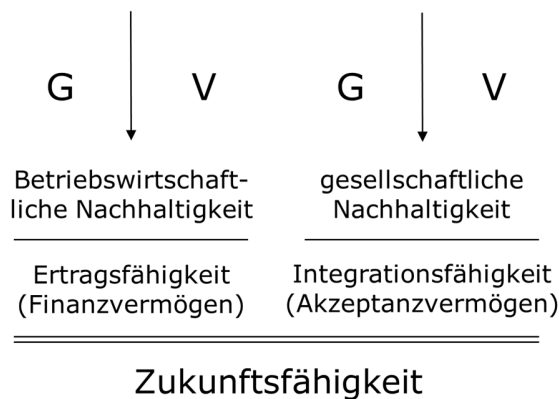 G V G V
Betriebswirtschaft-
liche Nachhaltigkeit
gesellschaftliche
Nachhaltigkeit
Ertragsfähigkeit
(Finanzvermögen)
Integrationsfähigkeit
(Akzeptanzvermögen)
Zukunftsfähigkeit